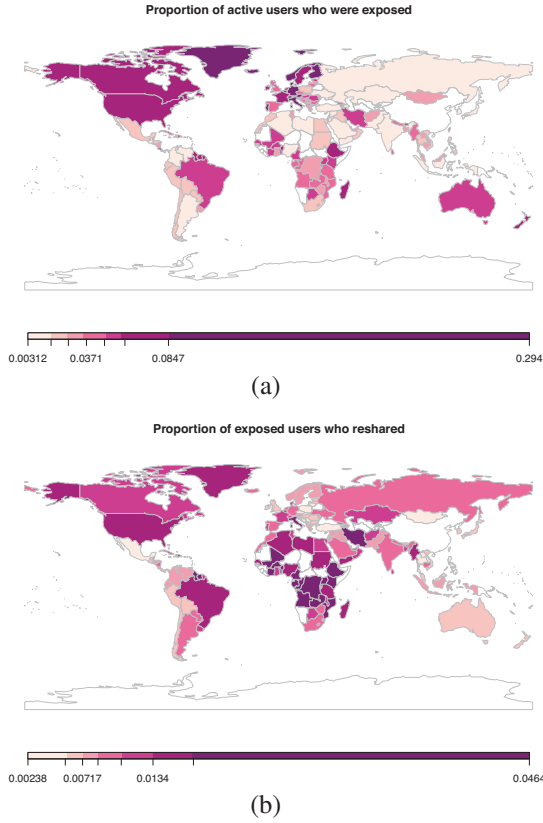 Proportion of active users who were exposed
0.00312 0.0371 0.0847 0.294
(a)
Proportion of exposed users who reshared
0.00238 0.00717 0.0134 0.0464
(b)